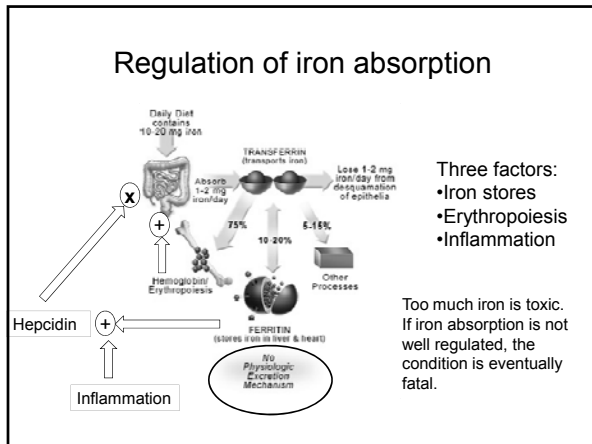 Regulation of iron absorption
Daily Diet
contains
10-20 mg iron
TRANSFERRIN
(transports iron)
Absorb
1-2 mg
iron/day
Lose 1-2 mg
iron/day from
desquamation
of epithelia
Three factors:
•Iron stores
•Erythropoiesis
•Inflammation
x
+
75%
10-20%
5-15%
Hemoglobin/
Erythropoiesis
Other
Processes
Hepcidin
+
FERRITIN
(stores iron in liver & heart)
Too much iron is toxic.
If iron absorption is not
well regulated, the
condition is eventually
fatal.
No
Physiologic
Excretion
Mechanism
Inflammation